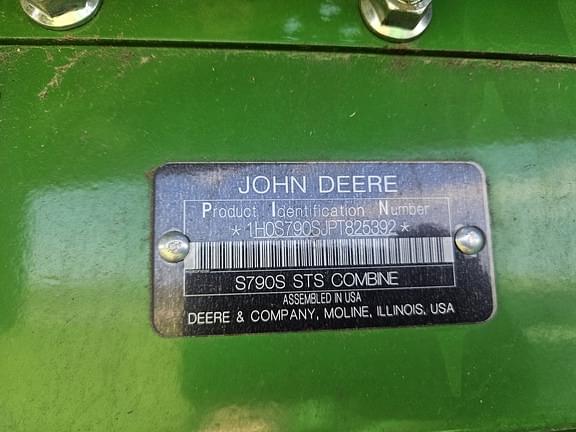 JOHN DEERE
Product Identification Number
*1H0S790SJPT825392*
S790S STS COMBINE
ASSEMBLED IN USA
DEERE & COMPANY, MOLINE, ILLINOIS, USA